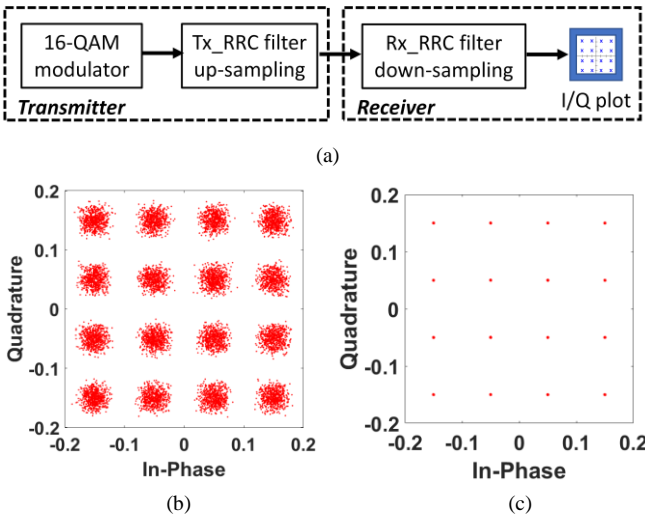 16-QAM
modulator
Tx_RRC filter
up-sampling
Transmitter
Rx_RRC filter
down-sampling
Receiver
I/Q plot
(a)
0.2
0.1
0
-0.1
-0.2
Quadrature
-0.2 -0.1 0 0.1 0.2
In-Phase
(b)
0.2
0.1
0
-0.1
-0.2
Quadrature
-0.2 -0.1 0 0.1 0.2
In-Phase
(c)